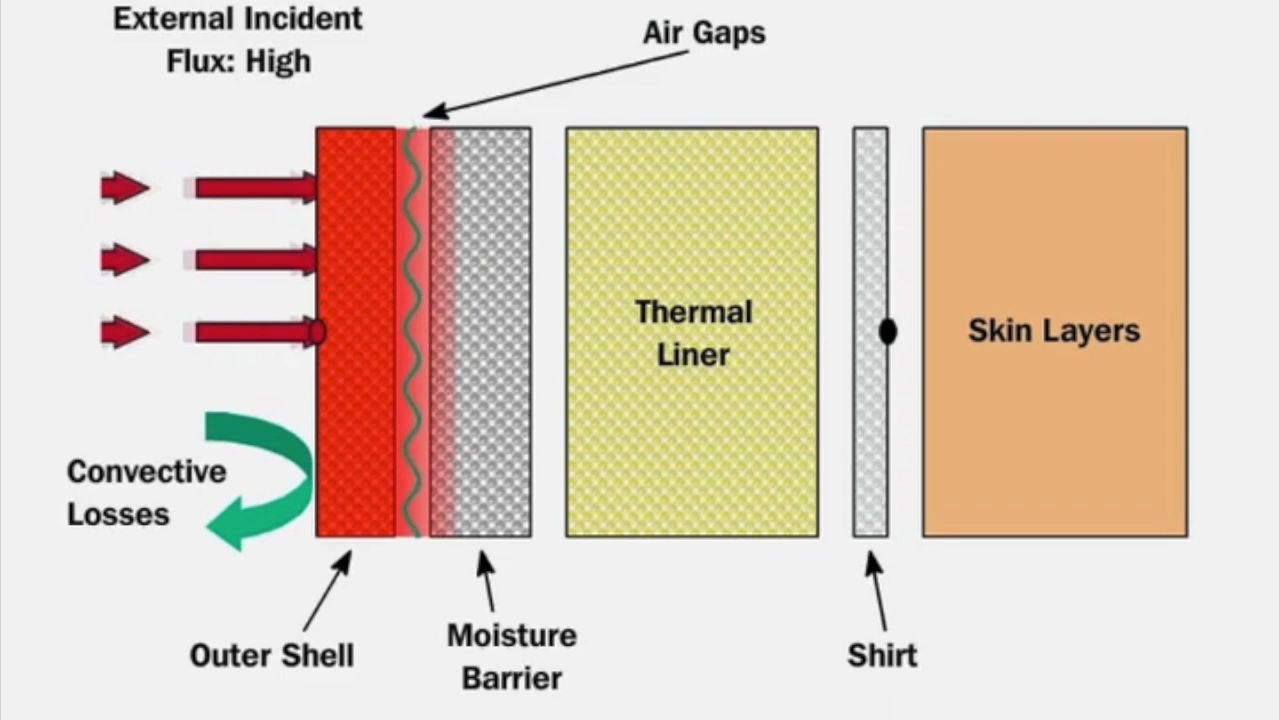 External Incident
Flux: High
Air Gaps
Thermal
Liner
Skin Layers
Convective
Losses
Outer Shell
Moisture
Barrier
Shirt